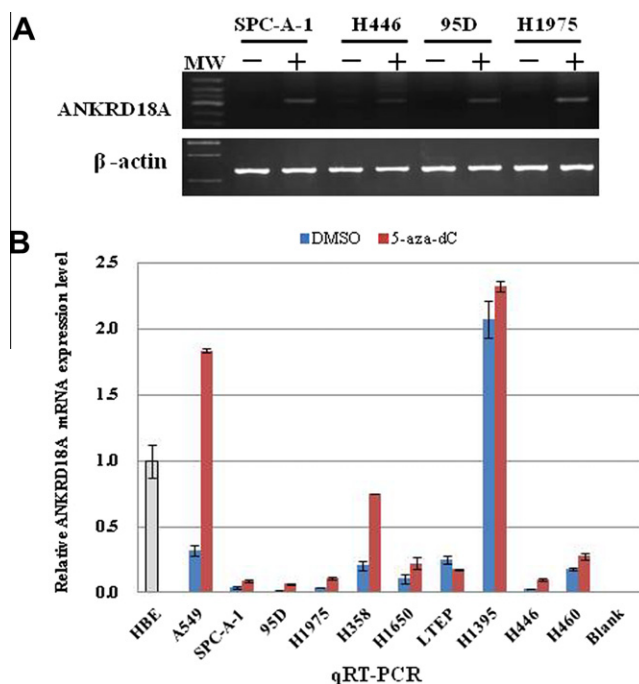 A
SPC-A-1 H446 95D H1975
MW − + − + − + − +
ANKRD18A
β-actin
B
DMSO 5-aza-dC
Relative ANKRD18A mRNA expression level
2.5
2.0
1.5
1.0
0.5
0.0
HBE A549 SPC-A-1 95D H1975 H358 H1650 LTEP H1395 H446 H460 Blank
qRT-PCR